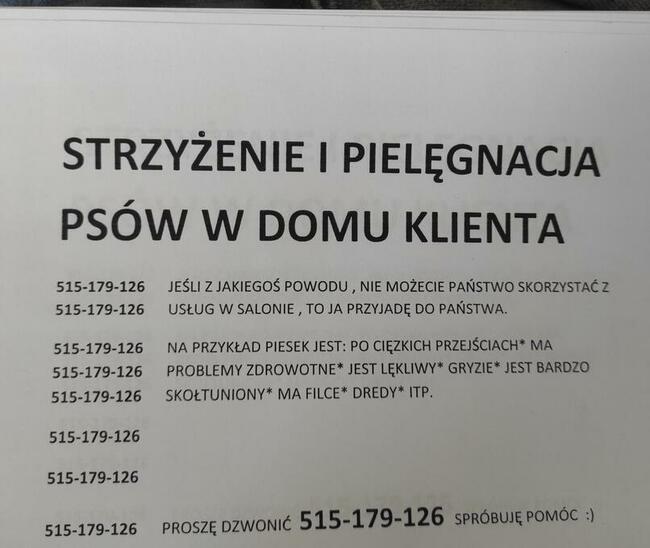 STRZYŻENIE I PIELĘGNACJA
PSÓW W DOMU KLIENTA
515-179-126 JEŚLI Z JAKIEGOŚ POWODU , NIE MOŻECIE PAŃSTWO SKORZYSTAĆ Z
515-179-126 USŁUG W SALONIE , TO JA PRZYJADĘ DO PAŃSTWA.
515-179-126 NA PRZYKŁAD PIESEK JEST: PO CIĘZKICH PRZEJŚCIACH* MA
515-179-126 PROBLEMY ZDROWOTNE* JEST LĘKLIWY* GRYZIE* JEST BARDZO
515-179-126 SKOŁTUNIONY* MA FILCE* DREDY* ITP.
515-179-126
515-179-126
515-179-126 PROSZĘ DZWONIĆ 515-179-126 SPRÓBUJĘ POMÓC :)